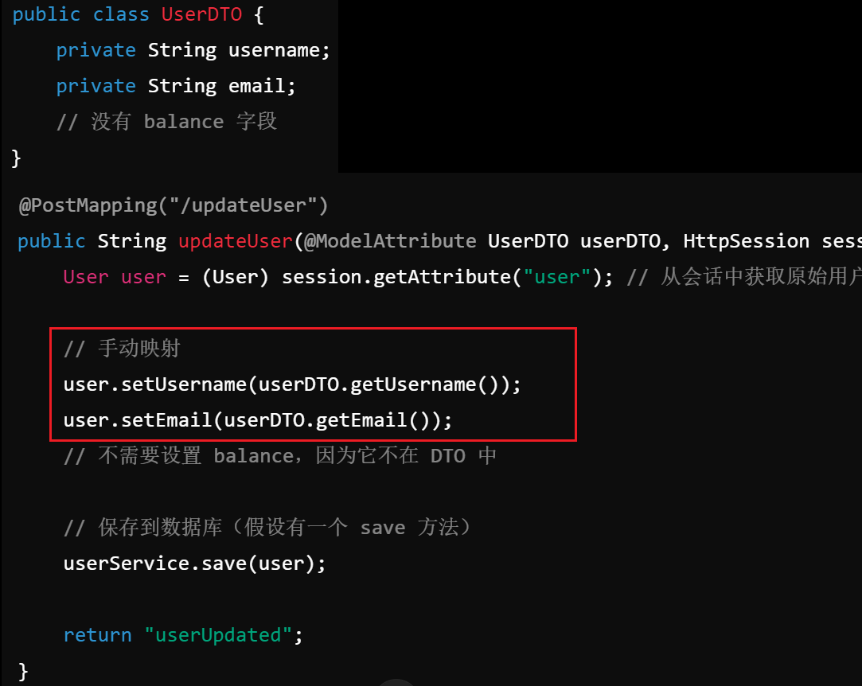 public class UserDTO {
    private String username;
    private String email;
    // 没有 balance 字段
}
@PostMapping("/updateUser")
public String updateUser(@ModelAttribute UserDTO userDTO, HttpSession sess
    User user = (User) session.getAttribute("user"); // 从会话中获取原始用户
    // 手动映射
    user.setUsername(userDTO.getUsername());
    user.setEmail(userDTO.getEmail());
    // 不需要设置 balance，因为它不在 DTO 中
    // 保存到数据库（假设有一个 save 方法）
    userService.save(user);
    return "userUpdated";
}